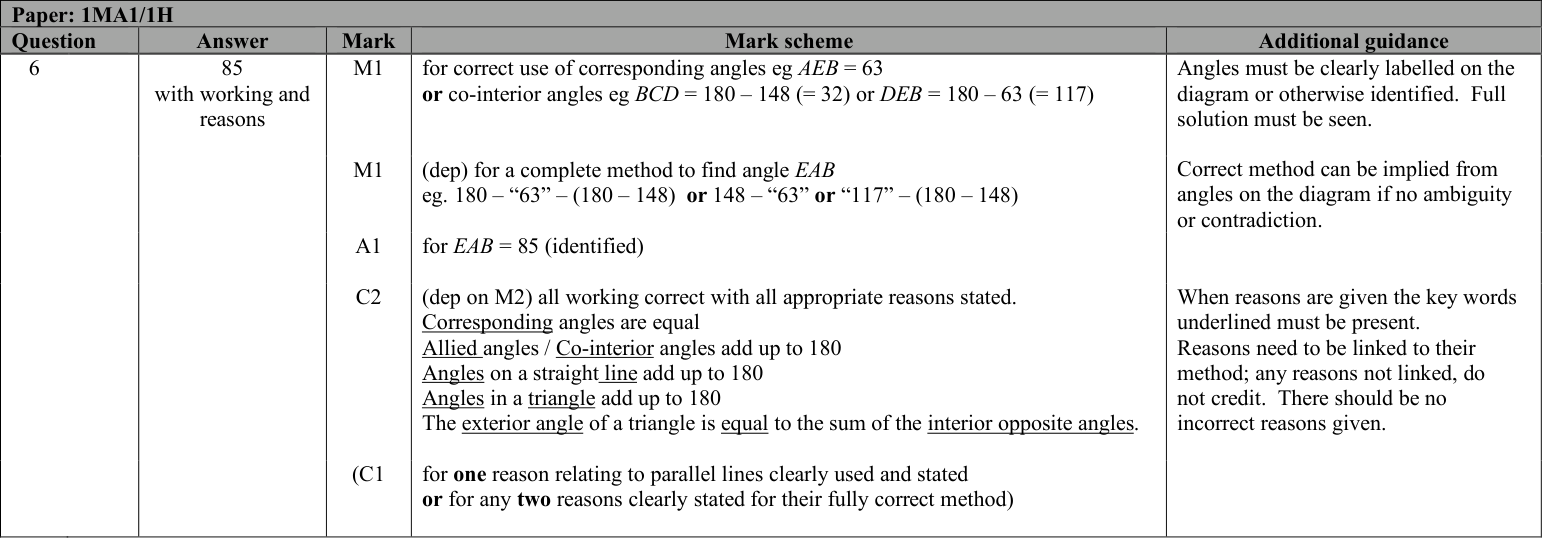 Paper: 1MA1/1H
Question Answer Mark Mark scheme Additional guidance
6 85 M1 for correct use of corresponding angles eg AEB = 63 Angles must be clearly labelled on the
with working and or co-interior angles eg BCD = 180 – 148 (= 32) or DEB = 180 – 63 (= 117) diagram or otherwise identified. Full
reasons solution must be seen.
M1 (dep) for a complete method to find angle EAB Correct method can be implied from
eg. 180 – “63” – (180 – 148) or 148 – “63” or “117” – (180 – 148) angles on the diagram if no ambiguity
or contradiction.
A1 for EAB = 85 (identified)
C2 (dep on M2) all working correct with all appropriate reasons stated. When reasons are given the key words
Corresponding angles are equal underlined must be present.
Allied angles / Co-interior angles add up to 180 Reasons need to be linked to their
Angles on a straight line add up to 180 method; any reasons not linked, do
Angles in a triangle add up to 180 not credit. There should be no
The exterior angle of a triangle is equal to the sum of the interior opposite angles. incorrect reasons given.
(C1 for one reason relating to parallel lines clearly used and stated
or for any two reasons clearly stated for their fully correct method)